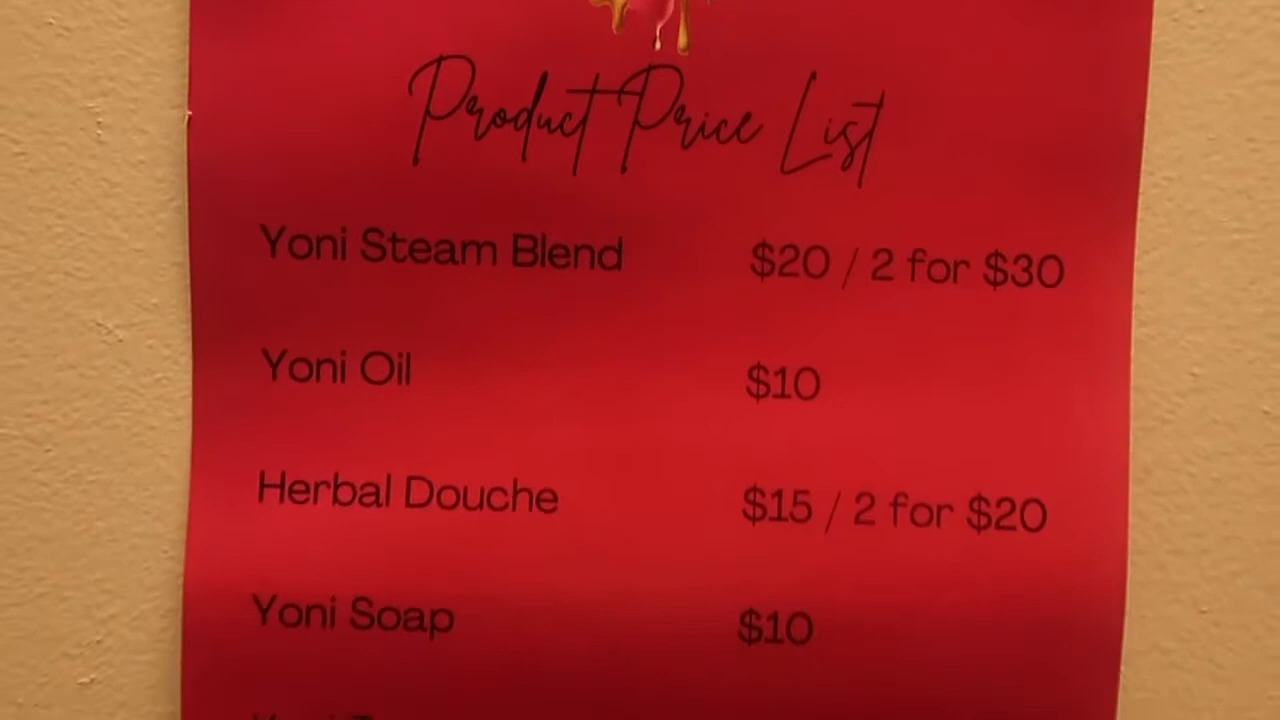 Product Price List
Yoni Steam Blend $20 / 2 for $30
Yoni Oil $10
Herbal Douche $15 / 2 for $20
Yoni Soap $10
Yoni